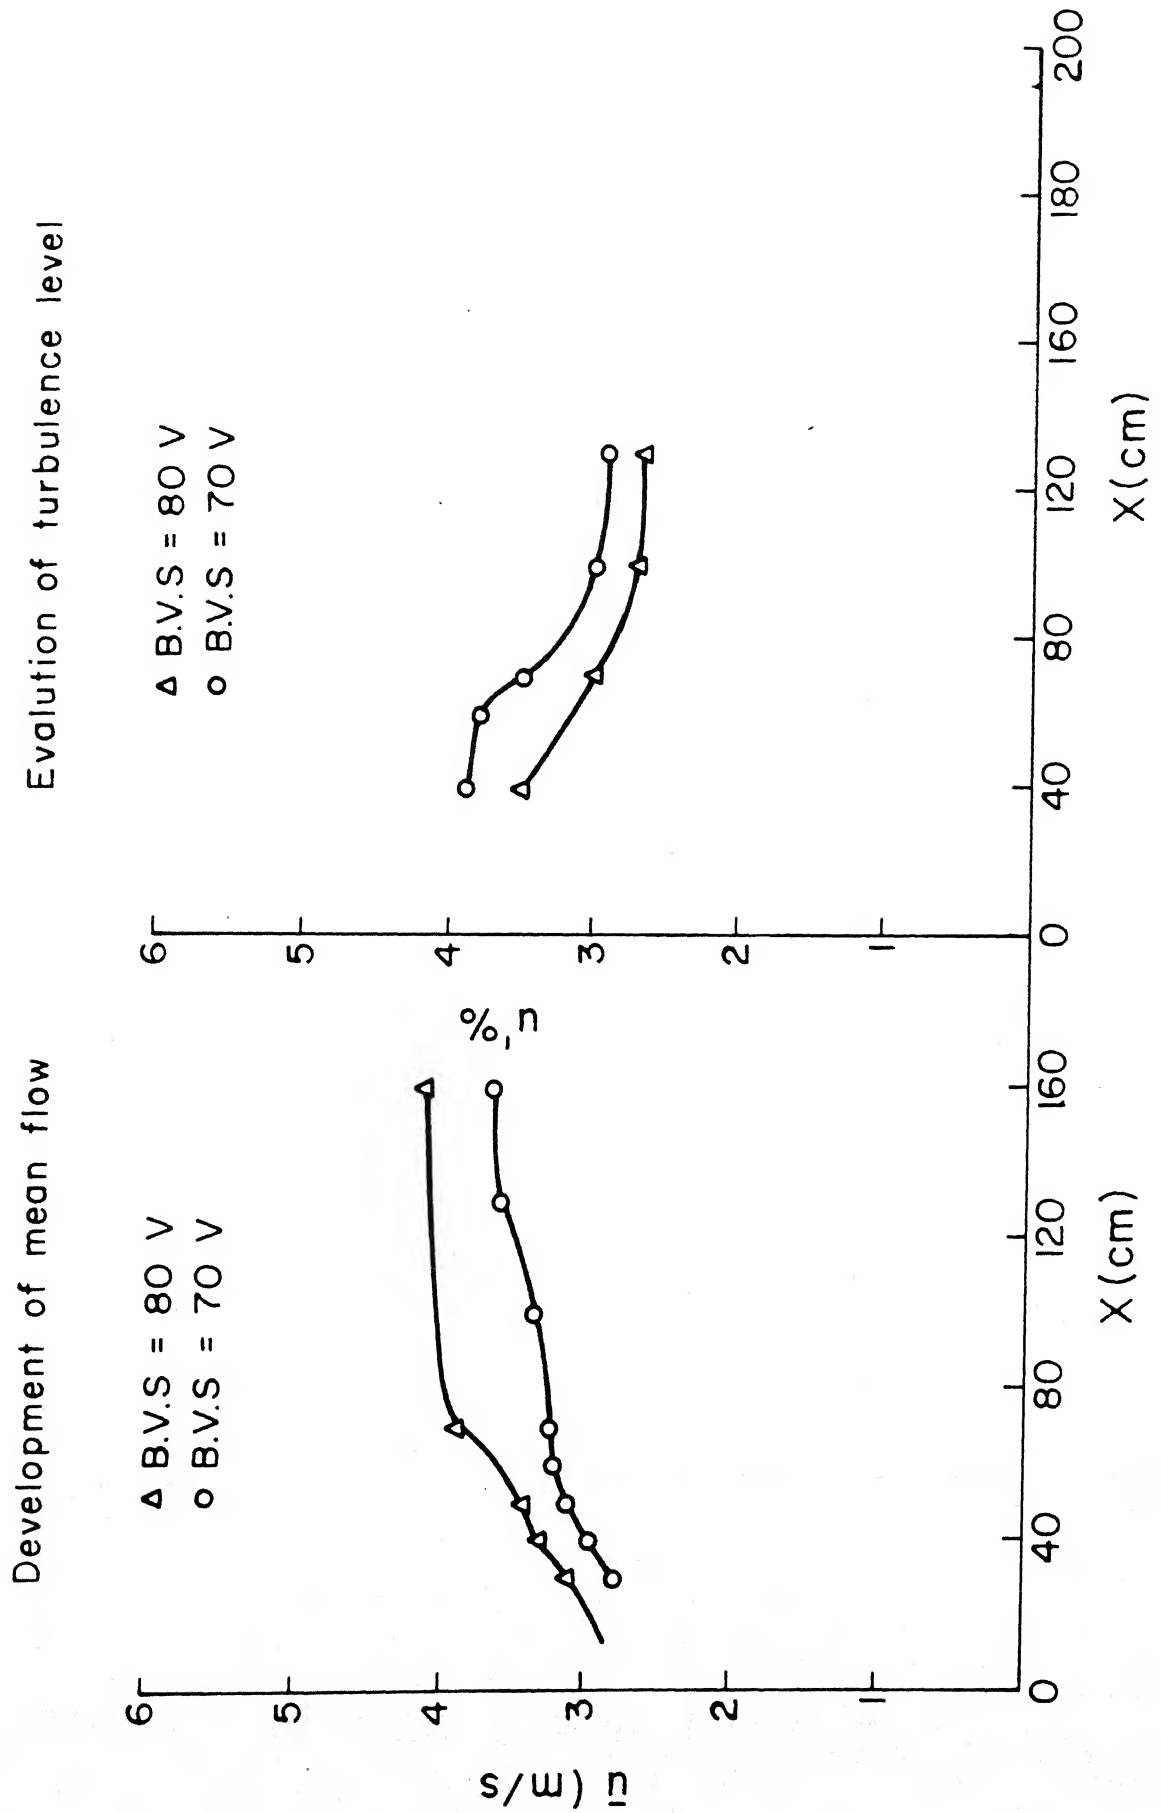 Development of mean flow
△ B.V.S = 80 V
○ B.V.S = 70 V
6
5
4
3
2
1
ū (m/s)
0 40 80 120 160
X (cm)
Evalution of turbulence level
△ B.V.S = 80 V
○ B.V.S = 70 V
6
5
4
3
2
1
u' %
0 40 80 120 160 180 200
X (cm)